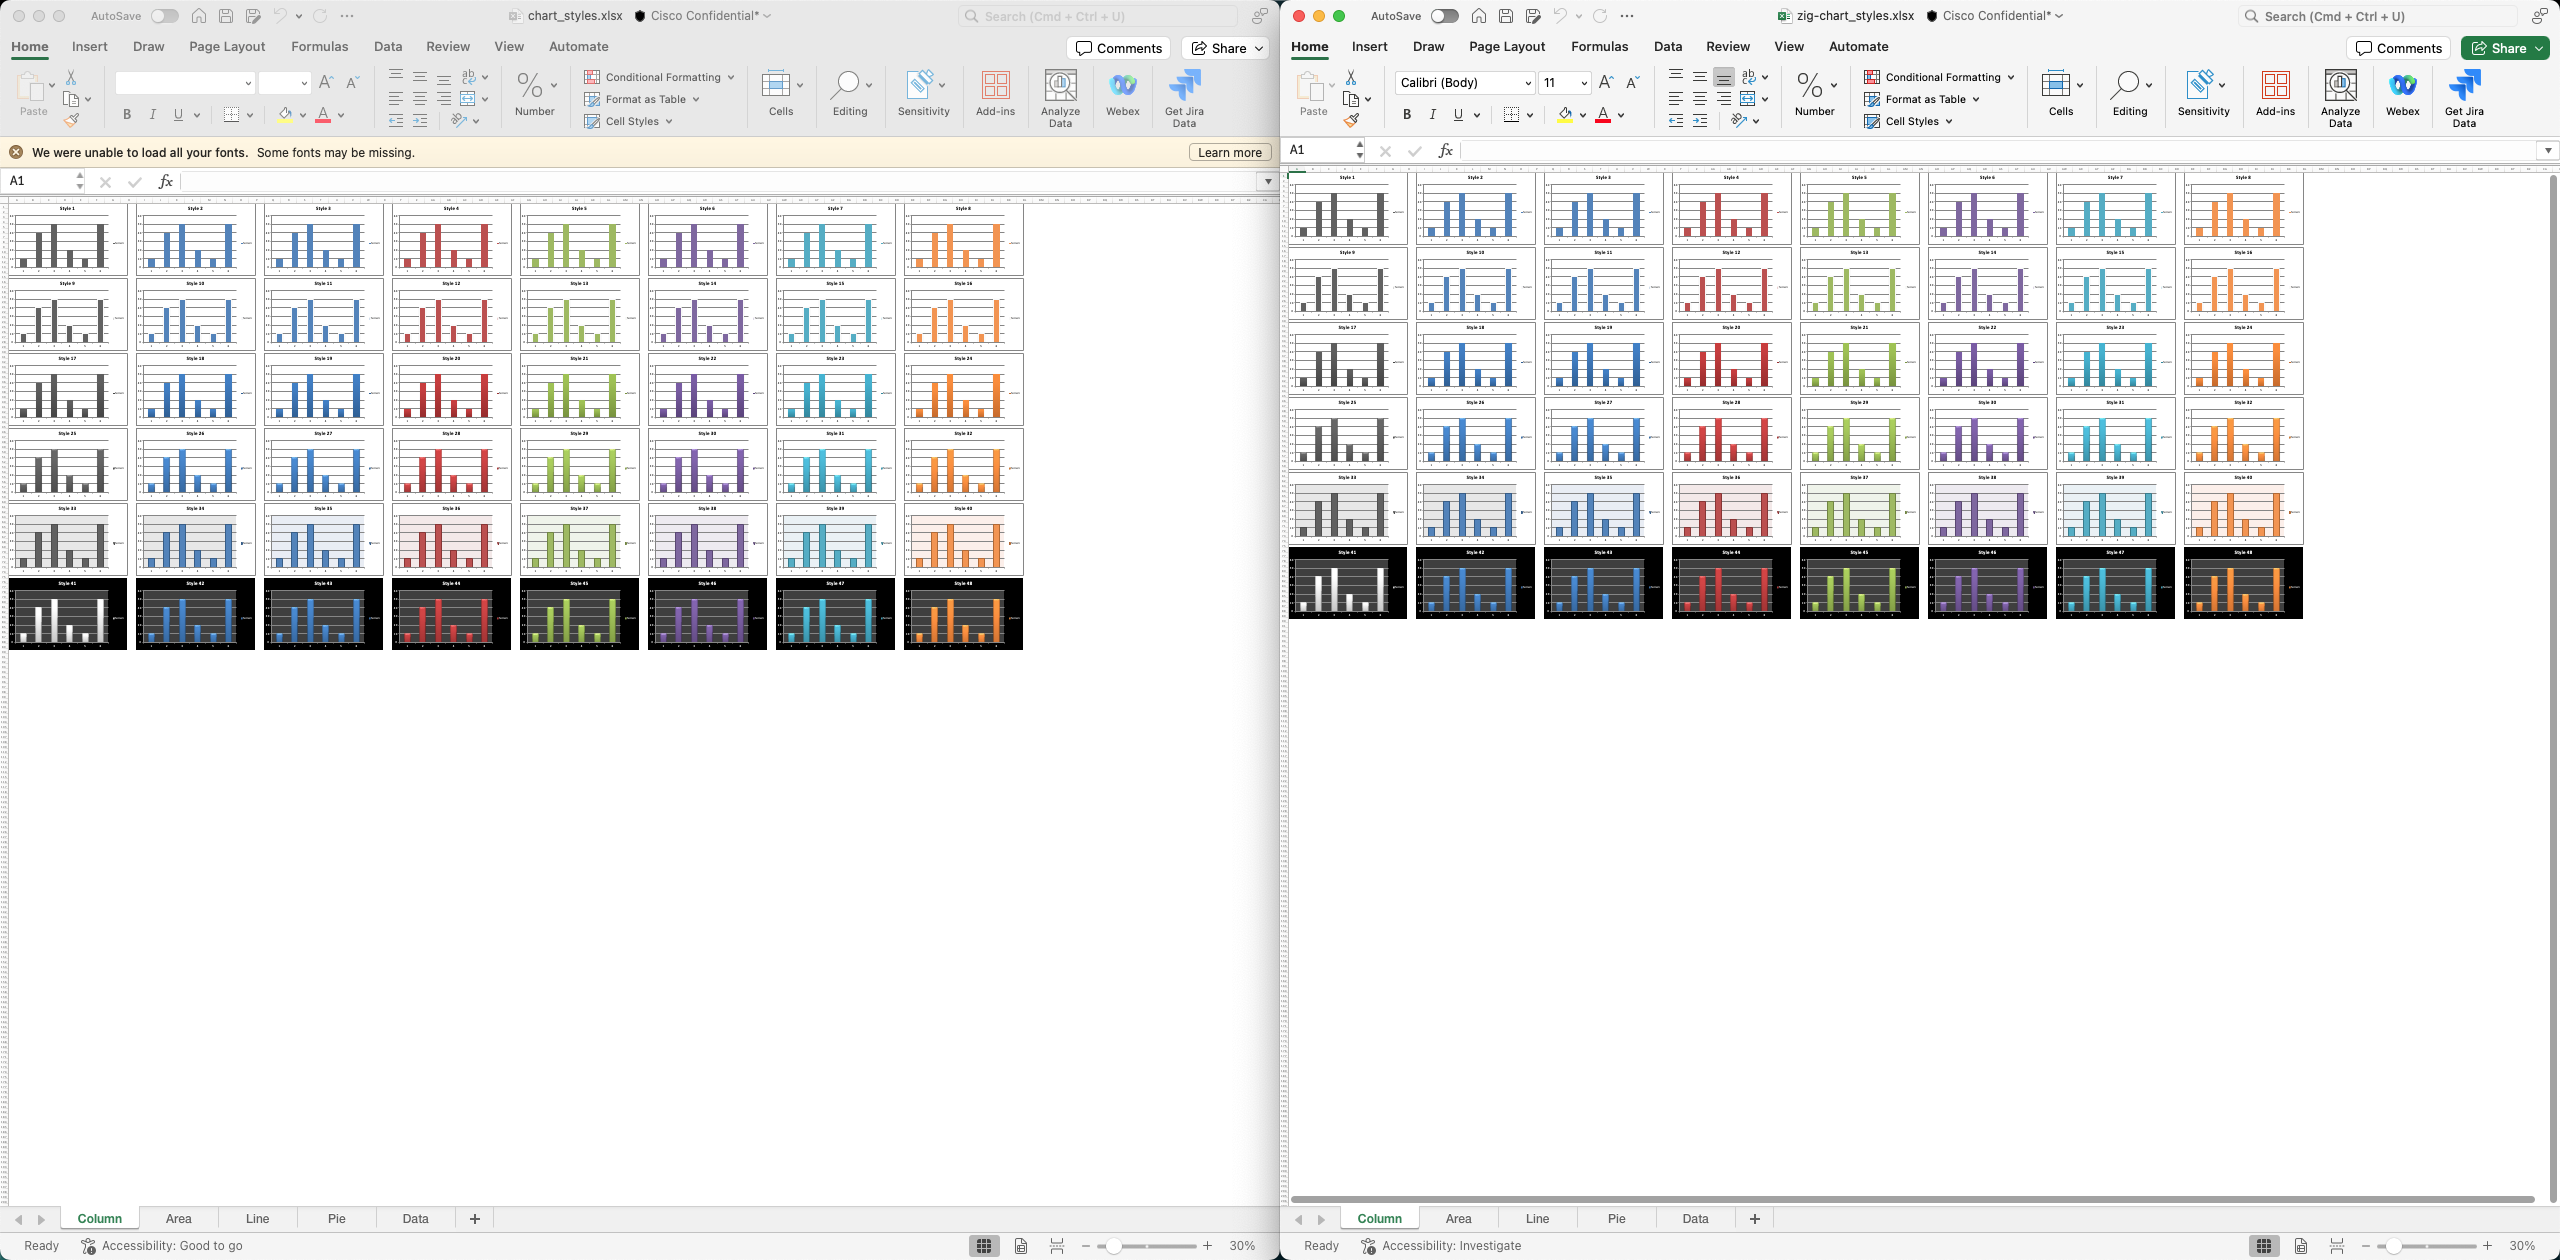 AutoSave chart_styles.xlsx Cisco Confidential* Search (Cmd + Ctrl + U)
Home Insert Draw Page Layout Formulas Data Review View Automate Comments Share
Paste B I U Number Conditional Formatting Format as Table Cell Styles Cells Editing Sensitivity Add-ins Analyze Data Webex Get Jira Data
We were unable to load all your fonts. Some fonts may be missing. Learn more
A1 fx
Style 1 Style 2 Style 3 Style 4 Style 5 Style 6 Style 7 Style 8
Style 9 Style 10 Style 11 Style 12 Style 13 Style 14 Style 15 Style 16
Style 17 Style 18 Style 19 Style 20 Style 21 Style 22 Style 23 Style 24
Style 25 Style 26 Style 27 Style 28 Style 29 Style 30 Style 31 Style 32
Style 33 Style 34 Style 35 Style 36 Style 37 Style 38 Style 39 Style 40
Style 41 Style 42 Style 43 Style 44 Style 45 Style 46 Style 47 Style 48
Column Area Line Pie Data +
Ready Accessibility: Good to go 30%
AutoSave zig-chart_styles.xlsx Cisco Confidential* Search (Cmd + Ctrl + U)
Home Insert Draw Page Layout Formulas Data Review View Automate Comments Share
Paste Calibri (Body) 11 B I U Number Conditional Formatting Format as Table Cell Styles Cells Editing Sensitivity Add-ins Analyze Data Webex Get Jira Data
A1 fx
Style 1 Style 2 Style 3 Style 4 Style 5 Style 6 Style 7 Style 8
Style 9 Style 10 Style 11 Style 12 Style 13 Style 14 Style 15 Style 16
Style 17 Style 18 Style 19 Style 20 Style 21 Style 22 Style 23 Style 24
Style 25 Style 26 Style 27 Style 28 Style 29 Style 30 Style 31 Style 32
Style 33 Style 34 Style 35 Style 36 Style 37 Style 38 Style 39 Style 40
Style 41 Style 42 Style 43 Style 44 Style 45 Style 46 Style 47 Style 48
Column Area Line Pie Data +
Ready Accessibility: Investigate 30%